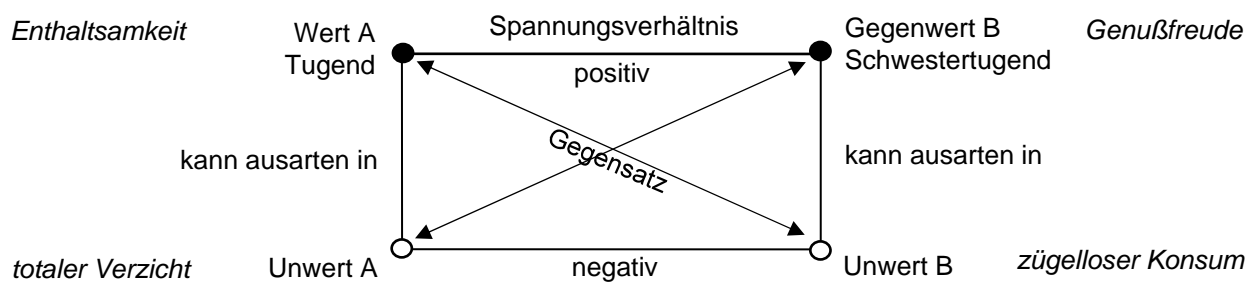 Enthaltsamkeit
Wert A
Tugend
Spannungsverhältnis
positiv
Gegenwert B
Schwestertugend
Genußfreude
kann ausarten in
Gegensatz
kann ausarten in
totaler Verzicht
Unwert A
negativ
Unwert B
zügelloser Konsum